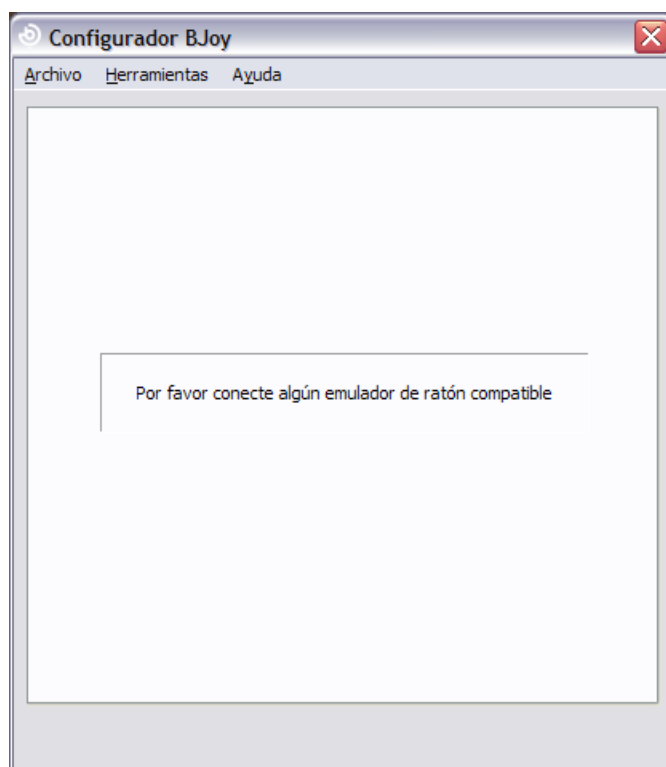 Configurador BJoy
Archivo Herramientas Ayuda
Por favor conecte algún emulador de ratón compatible